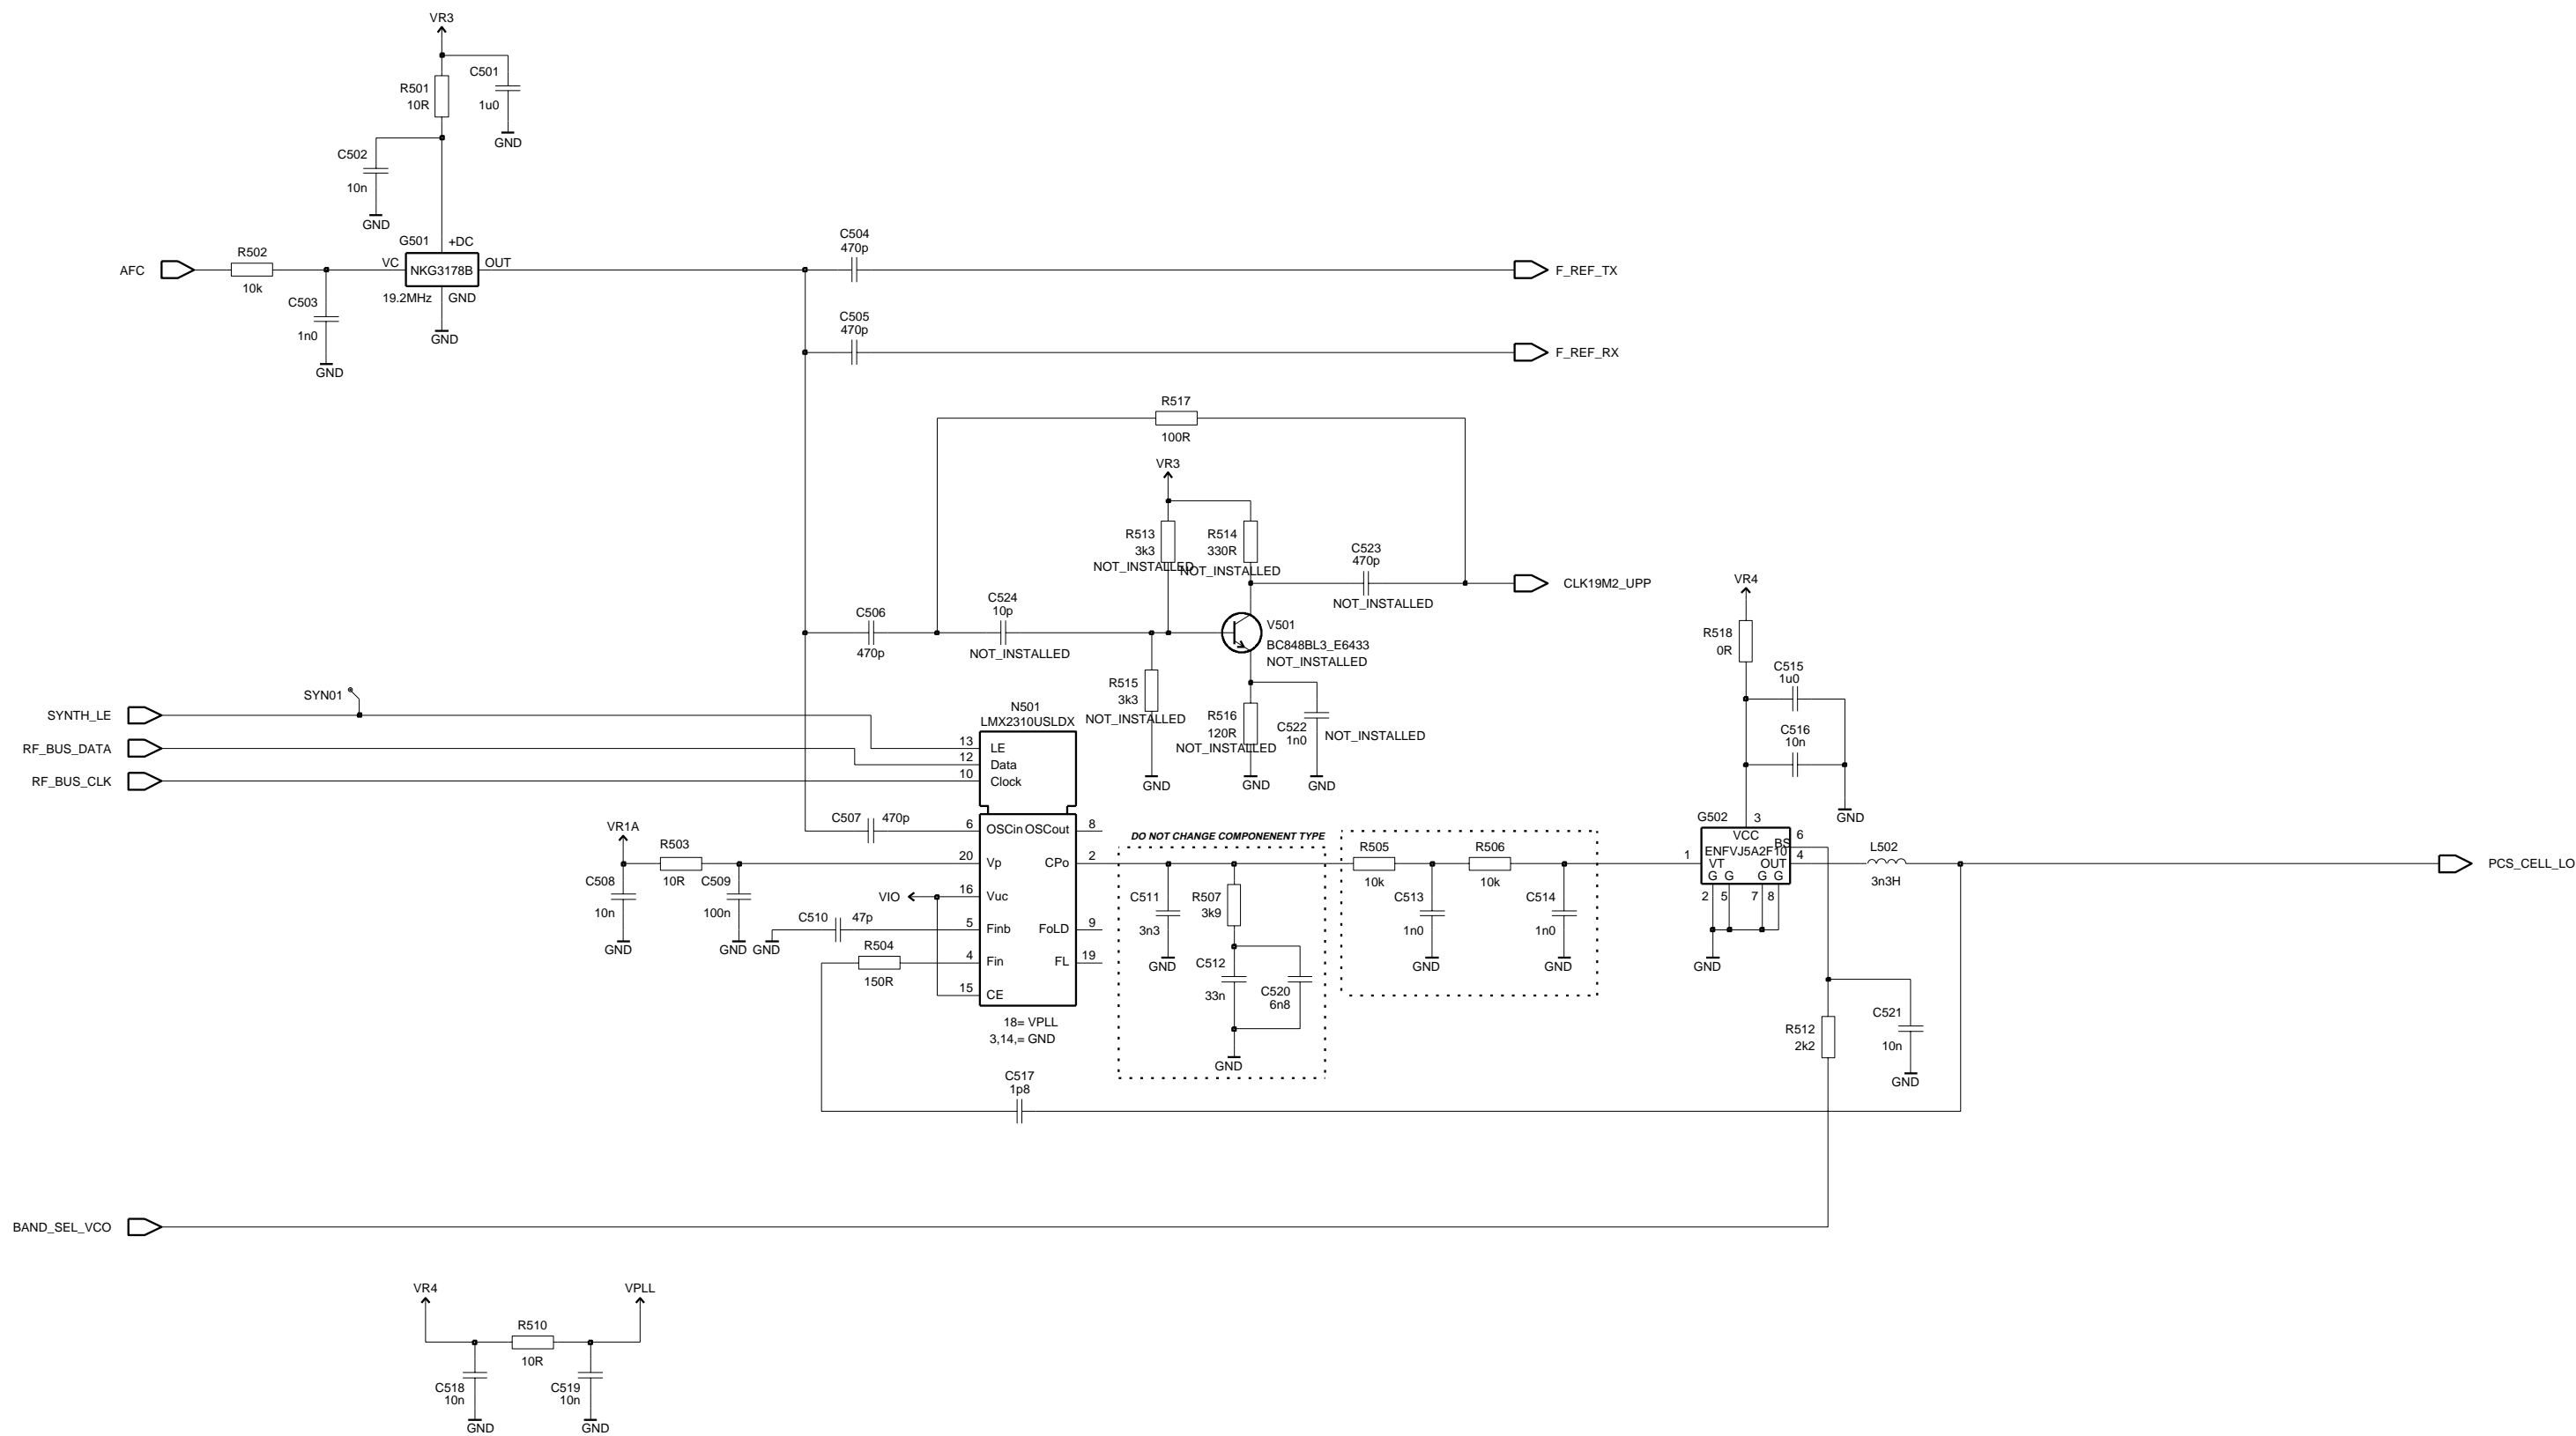 VR3
C501
1u0
R501
10R
GND
C502
10n
GND
G501
+DC
AFC
R502
10k
VC
NKG3178B
OUT
19.2MHz
GND
C503
1n0
GND
GND
C504
470p
F_REF_TX
C505
470p
F_REF_RX
R517
100R
VR3
R513
3k3
NOT_INSTALLED
R514
330R
NOT_INSTALLED
C523
470p
NOT_INSTALLED
CLK19M2_UPP
C506
470p
C524
10p
NOT_INSTALLED
V501
BC848BL3_E6433
NOT_INSTALLED
R515
3k3
NOT_INSTALLED
GND
R516
120R
NOT_INSTALLED
GND
C522
1n0
NOT_INSTALLED
GND
VR4
R518
0R
C515
1u0
C516
10n
GND
SYN01
SYNTH_LE
RF_BUS_DATA
RF_BUS_CLK
N501
LMX2310USLDX
13
LE
12
Data
10
Clock
C507
470p
6
OSCin
OSCout
8
VR1A
R503
10R
20
Vp
CPo
2
C508
10n
GND
C509
100n
GND
VIO
16
Vuc
C510
47p
GND
5
Finb
FoLD
9
R504
150R
4
Fin
FL
19
15
CE
18= VPLL
3,14,= GND
DO NOT CHANGE COMPONENENT TYPE
C511
3n3
GND
R507
3k9
C512
33n
C520
6n8
GND
R505
10k
R506
10k
C513
1n0
GND
C514
1n0
GND
G502
3
VCC
BS
6
ENFVJ5A2F10
1
VT
OUT
4
G G
G G
2
5
7
8
GND
L502
3n3H
PCS_CELL_LO
R512
2k2
C521
10n
GND
C517
1p8
BAND_SEL_VCO
VR4
VPLL
R510
10R
C518
10n
GND
C519
10n
GND